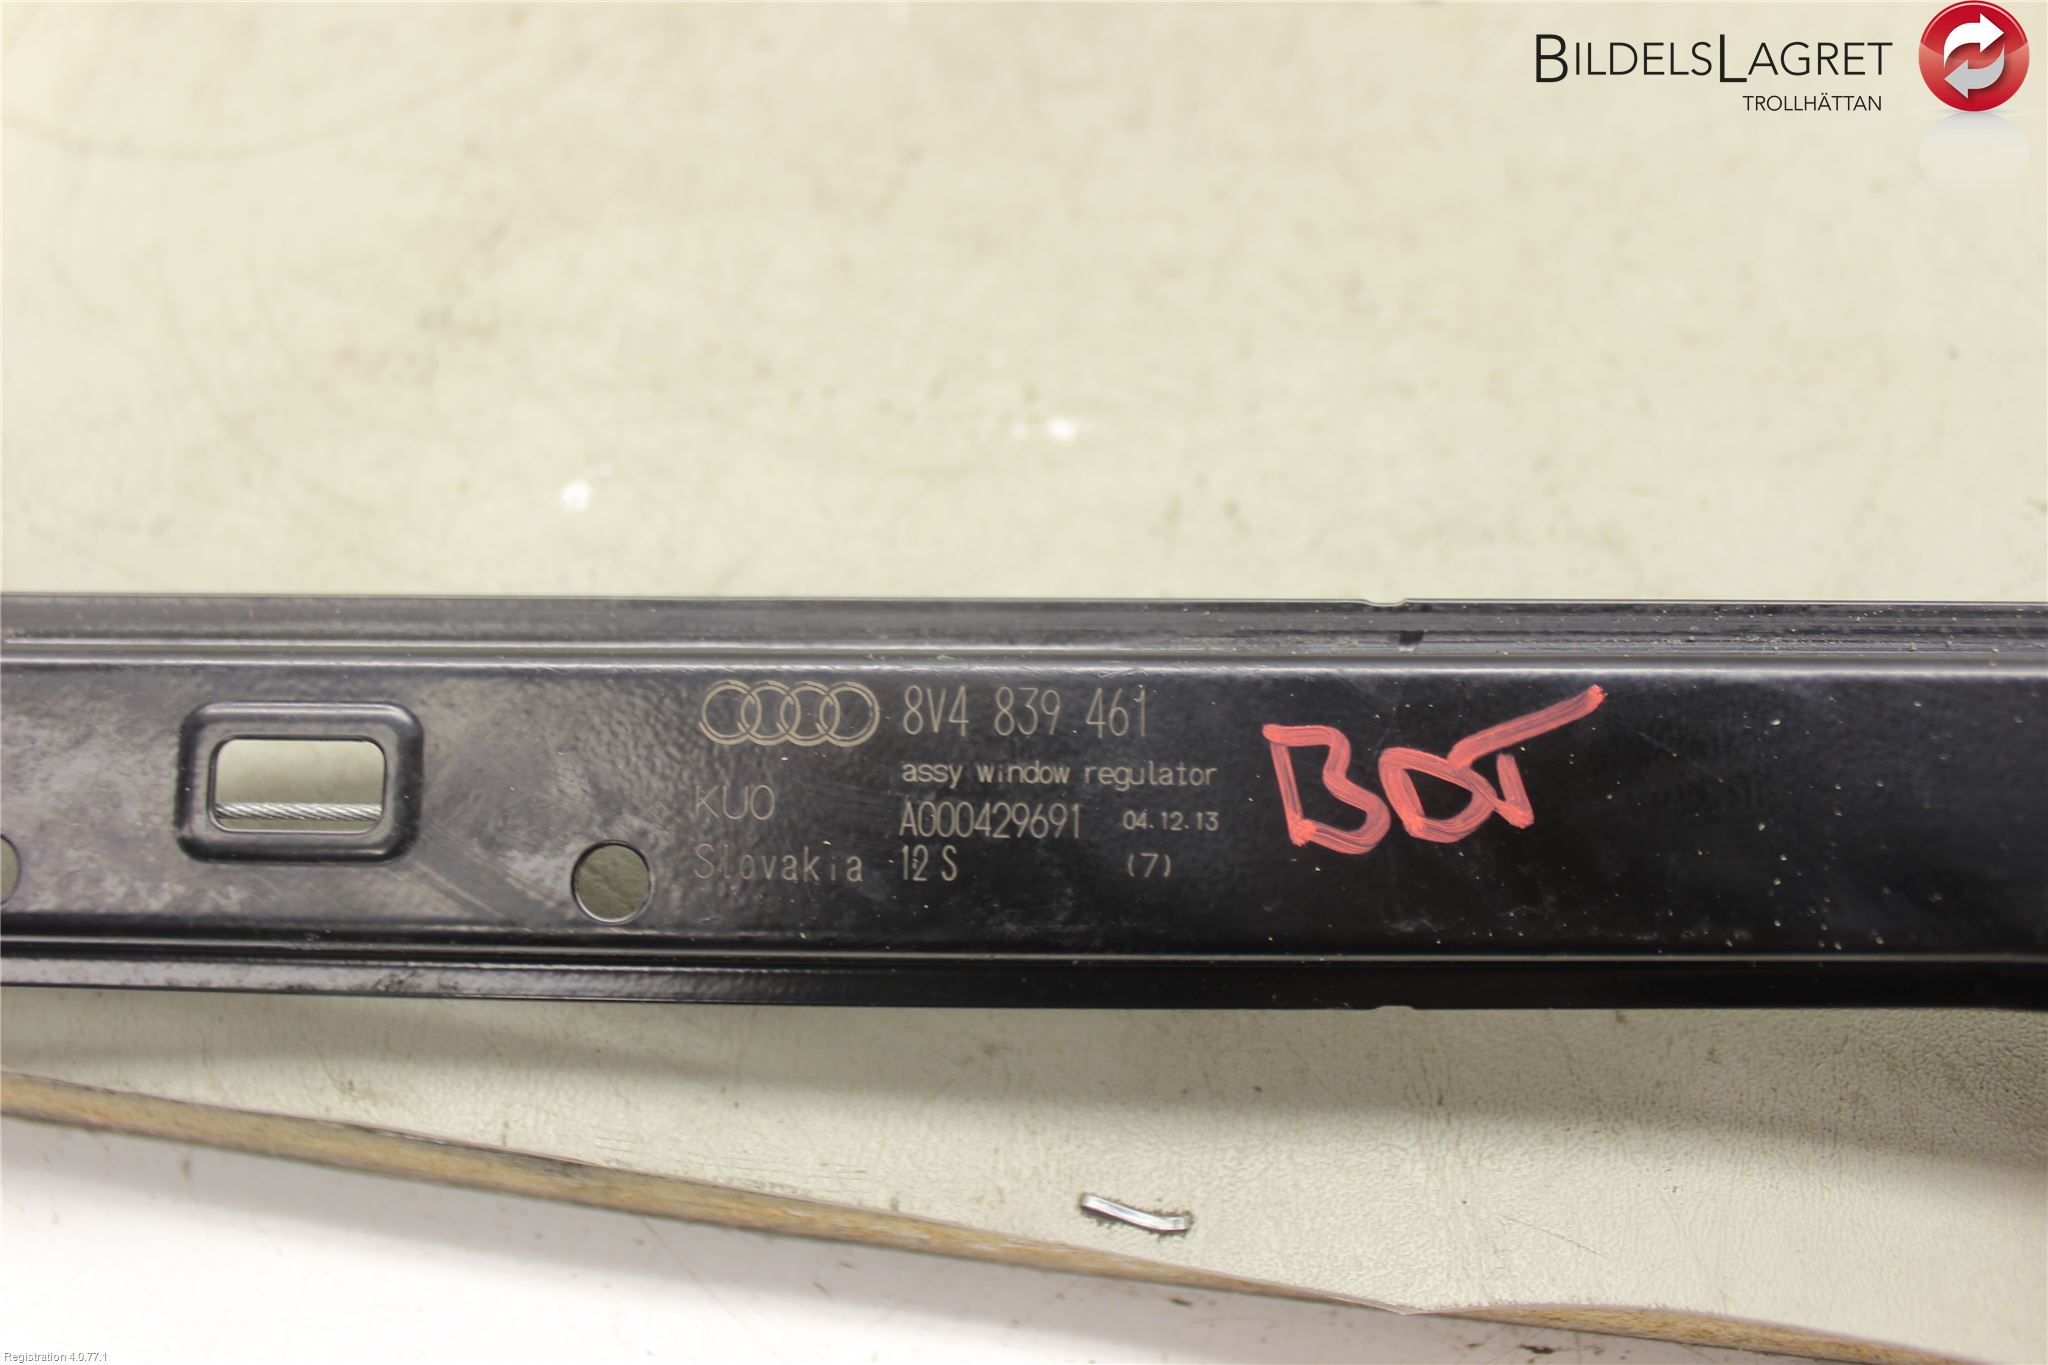 BILDELSLAGRET
TROLLHÄTTAN
8V4 839 461
assy window regulator
KUO
A000429691 04.12.13
Slovakia 12 S (7)
Registration 4.0.77.1